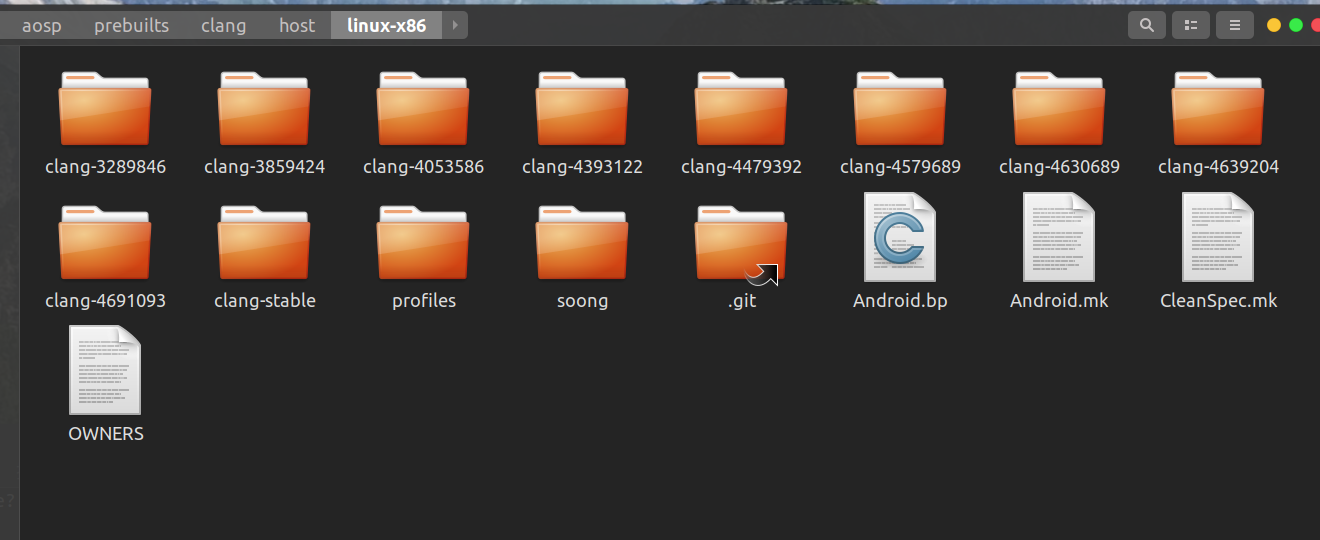 aosp prebuilts clang host linux-x86
clang-3289846 clang-3859424 clang-4053586 clang-4393122 clang-4479392 clang-4579689 clang-4630689 clang-4639204
clang-4691093 clang-stable profiles soong .git Android.bp Android.mk CleanSpec.mk
OWNERS